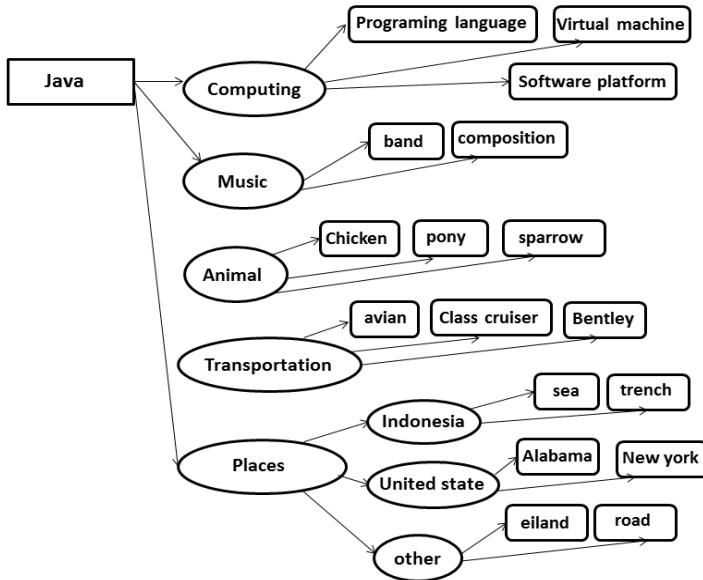 Programing language
Virtual machine
Java
Computing
Software platform
band
composition
Music
Chicken
pony
sparrow
Animal
avian
Class cruiser
Bentley
Transportation
sea
trench
Indonesia
Places
Alabama
New york
United state
eiland
road
other